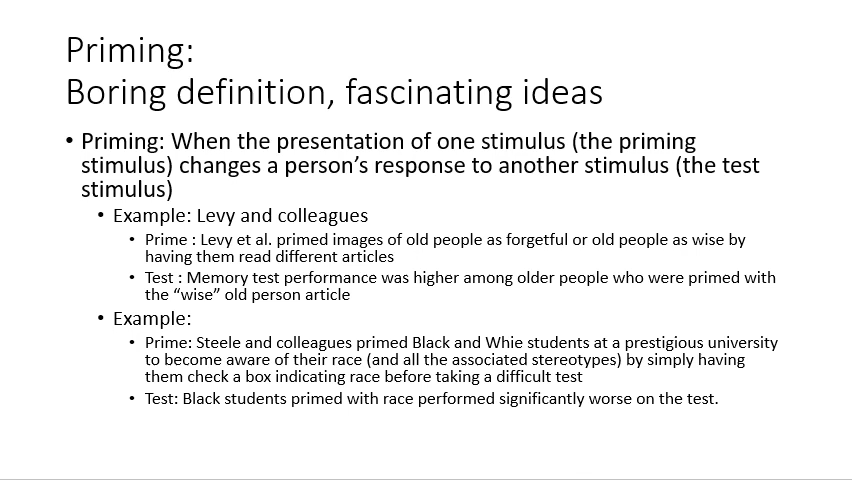 Priming:
Boring definition, fascinating ideas
• Priming: When the presentation of one stimulus (the priming
stimulus) changes a person’s response to another stimulus (the test
stimulus)
• Example: Levy and colleagues
• Prime : Levy et al. primed images of old people as forgetful or old people as wise by
having them read different articles
• Test : Memory test performance was higher among older people who were primed with
the “wise” old person article
• Example:
• Prime: Steele and colleagues primed Black and Whie students at a prestigious university
to become aware of their race (and all the associated stereotypes) by simply having
them check a box indicating race before taking a difficult test
• Test: Black students primed with race performed significantly worse on the test.